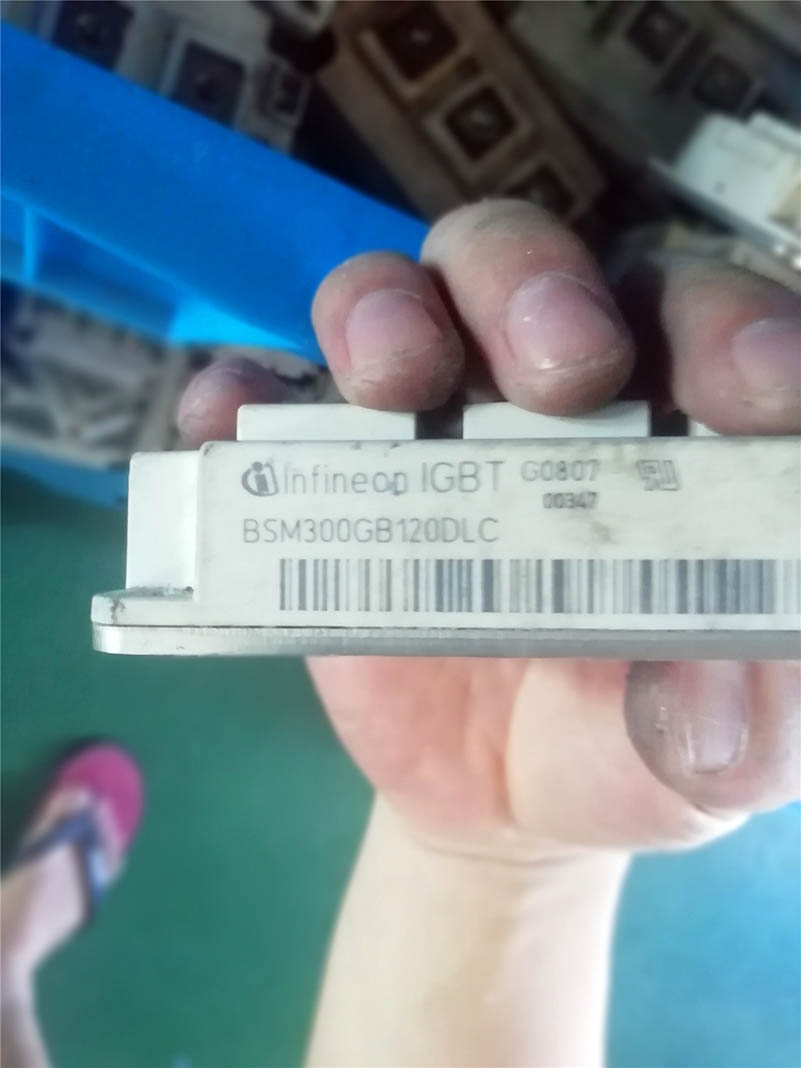 Infineon IGBT G0807
00347
BSM300GB120DLC